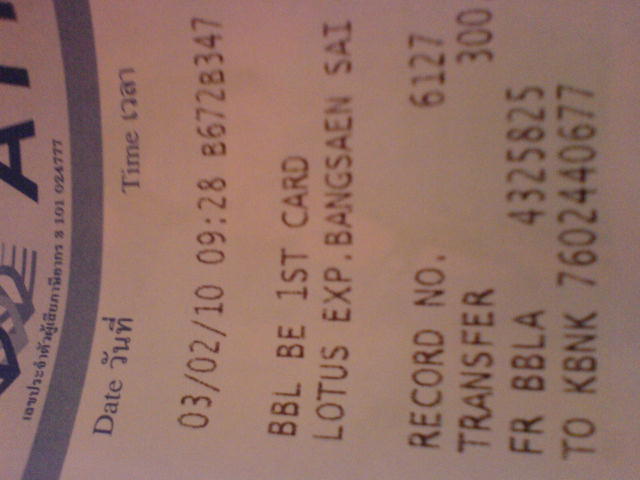 เลขประจำตัวผู้เสียภาษีอากร 3 101 024777
Date วันที่ Time เวลา
03/02/10 09:28 B672B347
BBL BE 1ST CARD
LOTUS EXP.BANGSAEN SAI
RECORD NO. 6127
TRANSFER 300
FR BBLA 4325825
TO KBNK 7602440677